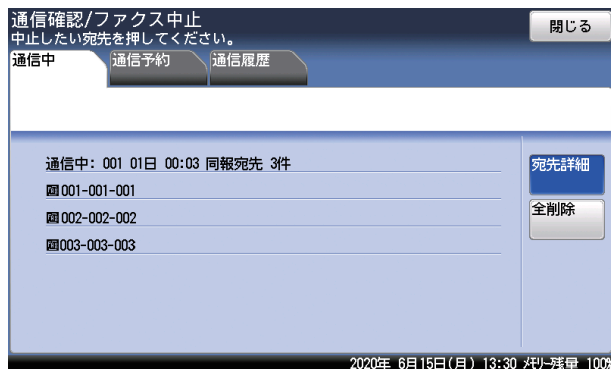 通信確認/ファクス中止
中止したい宛先を押してください。
閉じる
通信中
通信予約
通信履歴
通信中: 001 01日 00:03 同報宛先 3件
001-001-001
002-002-002
003-003-003
宛先詳細
全削除
2020年 6月15日(月) 13:30 メモリー残量 100%